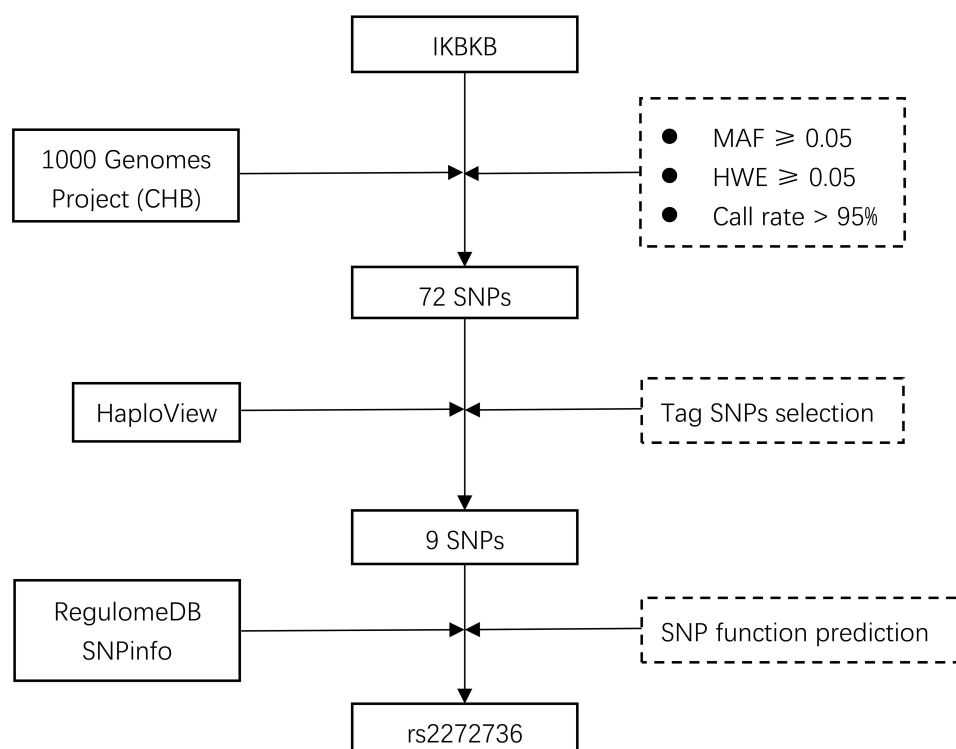 IKBKB
1000 Genomes
Project (CHB)
● MAF ≥ 0.05
● HWE ≥ 0.05
● Call rate > 95%
72 SNPs
HaploView
Tag SNPs selection
9 SNPs
RegulomeDB
SNPinfo
SNP function prediction
rs2272736